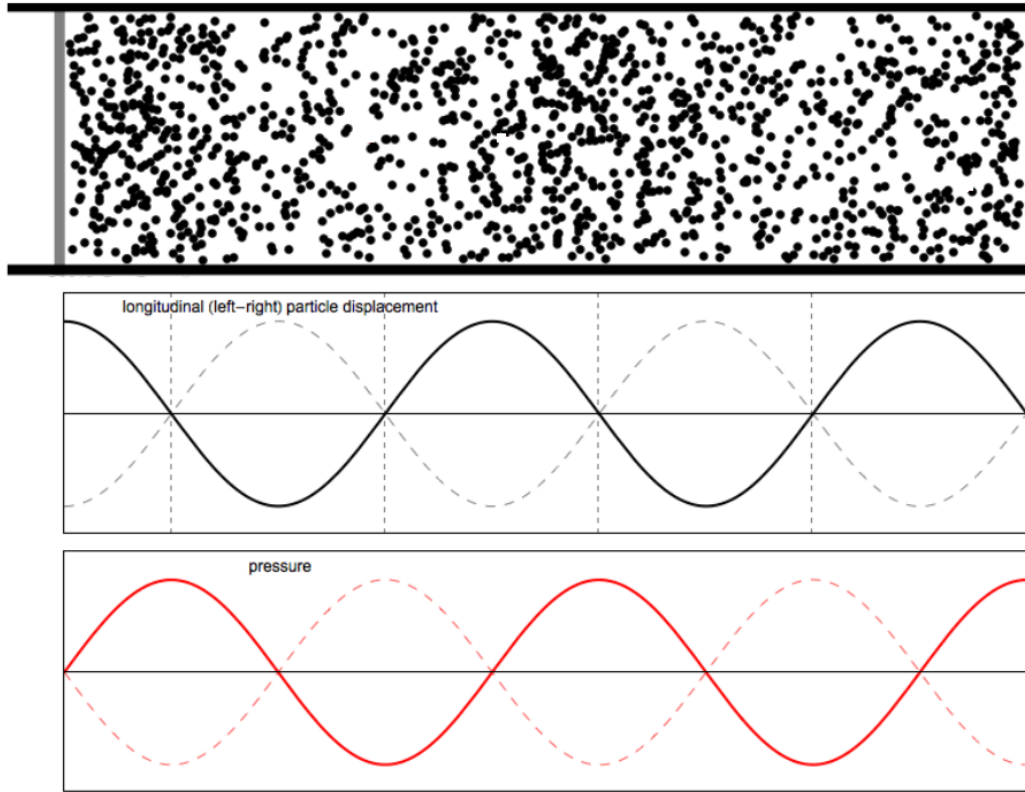 longitudinal (left−right) particle displacement
pressure